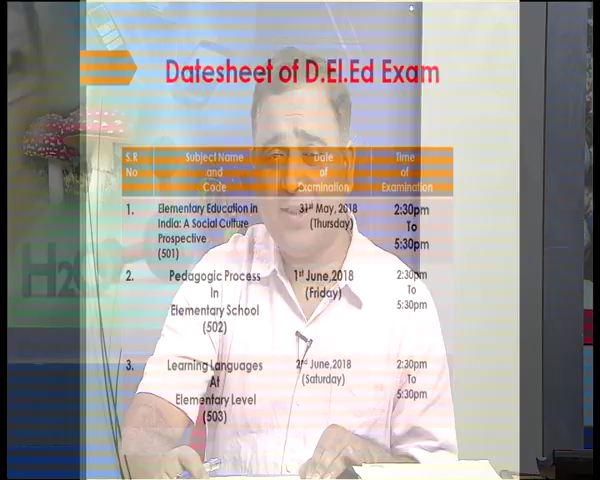 Datesheet of D.El.Ed Exam
S.R No
Subject Name and Code
Date of Examination
Time of Examination
1.
Elementary Education in
India: A Social Culture
Prospective
(501)
31st May, 2018
(Thursday)
2:30pm
To
5:30pm
2.
Pedagogic Process
In
Elementary School
(502)
1st June,2018
(Friday)
2:30pm
To
5:30pm
3.
Learning Languages
At
Elementary Level
(503)
2nd June,2018
(Saturday)
2:30pm
To
5:30pm
H2O